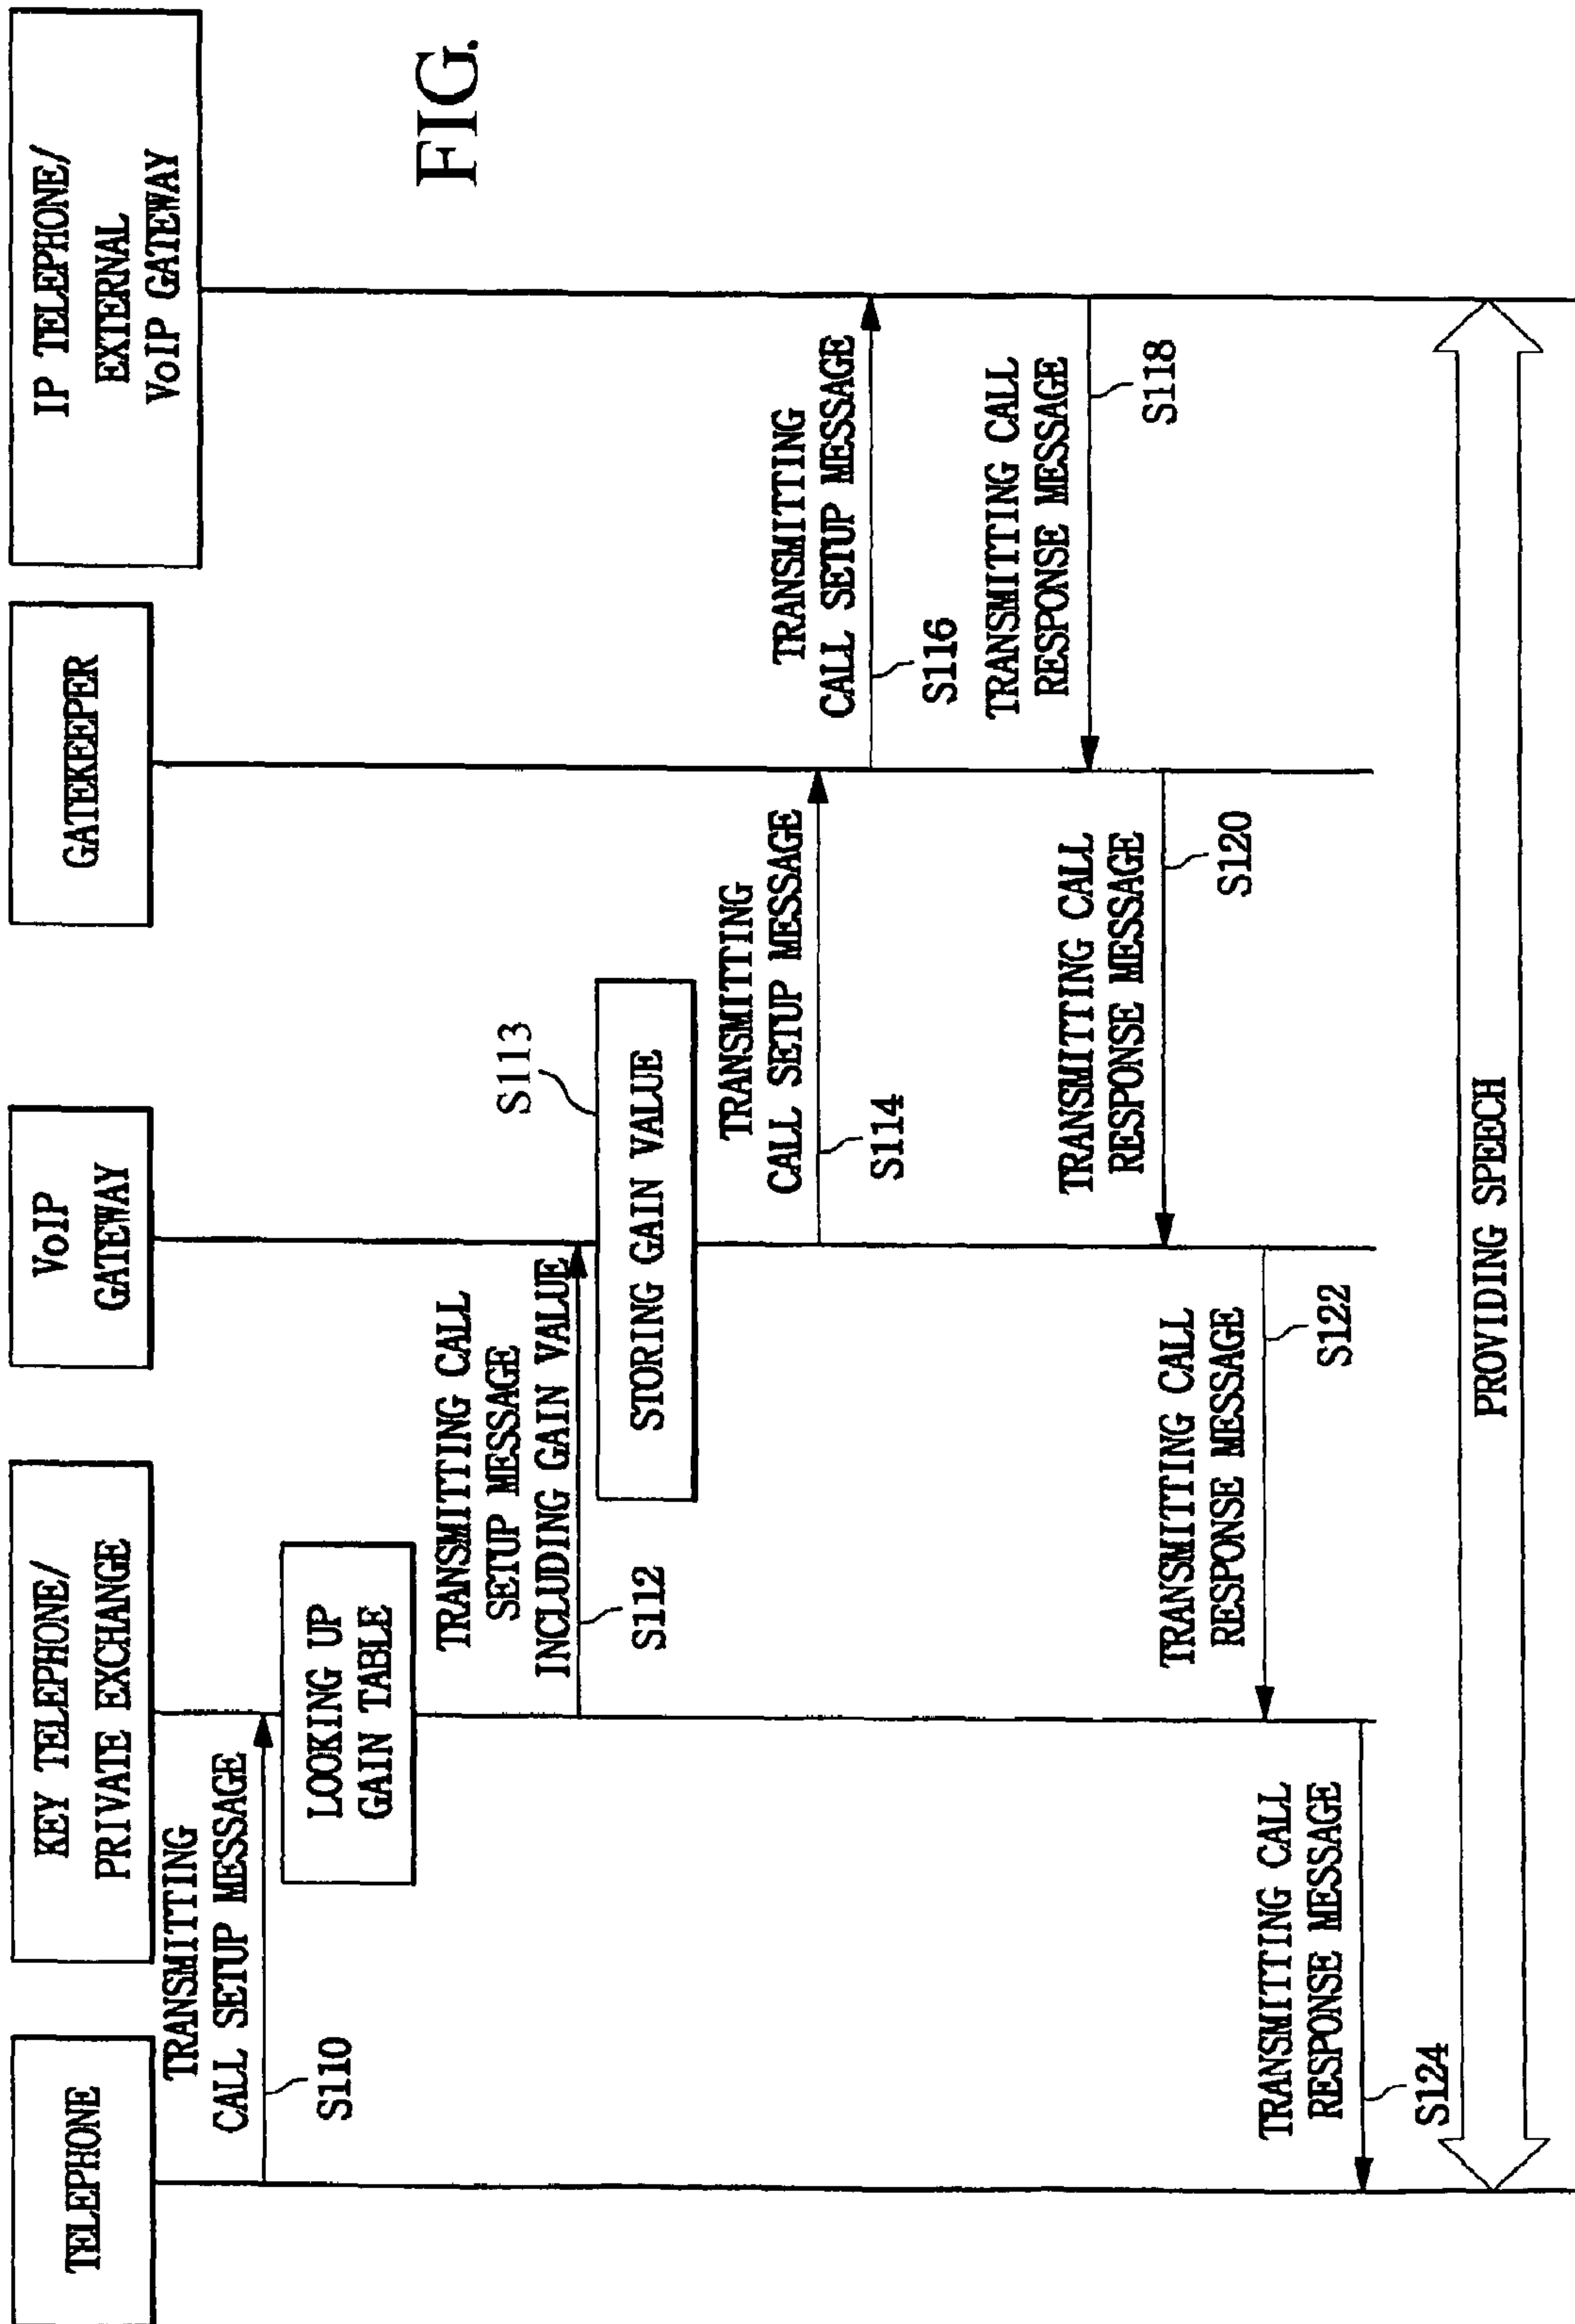 TELEPHONE
KEY TELEPHONE/
PRIVATE EXCHANGE
VoIP
GATEWAY
GATEKEEPER
IP TELEPHONE/
EXTERNAL
VoIP GATEWAY
TRANSMITTING
CALL SETUP MESSAGE
S110
LOOKING UP
GAIN TABLE
FIG.
TRANSMITTING CALL
SETUP MESSAGE
INCLUDING GAIN VALUE
S112
S113
STORING GAIN VALUE
TRANSMITTING
CALL SETUP MESSAGE
S114
TRANSMITTING
CALL SETUP MESSAGE
S116
TRANSMITTING CALL
RESPONSE MESSAGE
S118
TRANSMITTING CALL
RESPONSE MESSAGE
S120
TRANSMITTING CALL
RESPONSE MESSAGE
S122
TRANSMITTING CALL
RESPONSE MESSAGE
S124
PROVIDING SPEECH